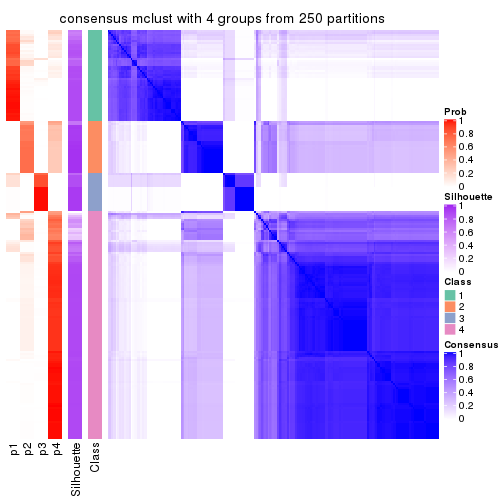 consensus mclust with 4 groups from 250 partitions
Prob
1
0.8
0.6
0.4
0.2
0
Silhouette
1
0.8
0.6
0.4
0.2
0
Class
1
2
3
4
Consensus
1
0.8
0.6
0.4
0.2
0
p1
p2
p3
p4
Silhouette
Class